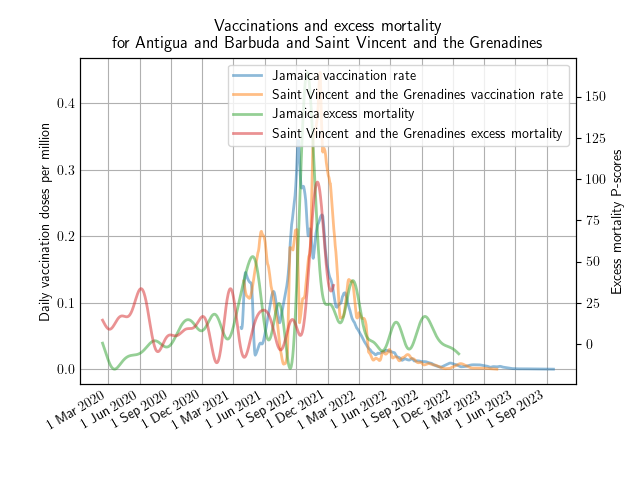 Vaccinations and excess mortality
for Antigua and Barbuda and Saint Vincent and the Grenadines
Jamaica vaccination rate
Saint Vincent and the Grenadines vaccination rate
Jamaica excess mortality
Saint Vincent and the Grenadines excess mortality
Daily vaccination doses per million
0.4
0.3
0.2
0.1
0.0
150
125
100
75
50
25
0
Excess mortality P-scores
1 Mar 2020
1 Jun 2020
1 Sep 2020
1 Dec 2020
1 Mar 2021
1 Jun 2021
1 Sep 2021
1 Dec 2021
1 Mar 2022
1 Jun 2022
1 Sep 2022
1 Dec 2022
1 Mar 2023
1 Jun 2023
1 Sep 2023